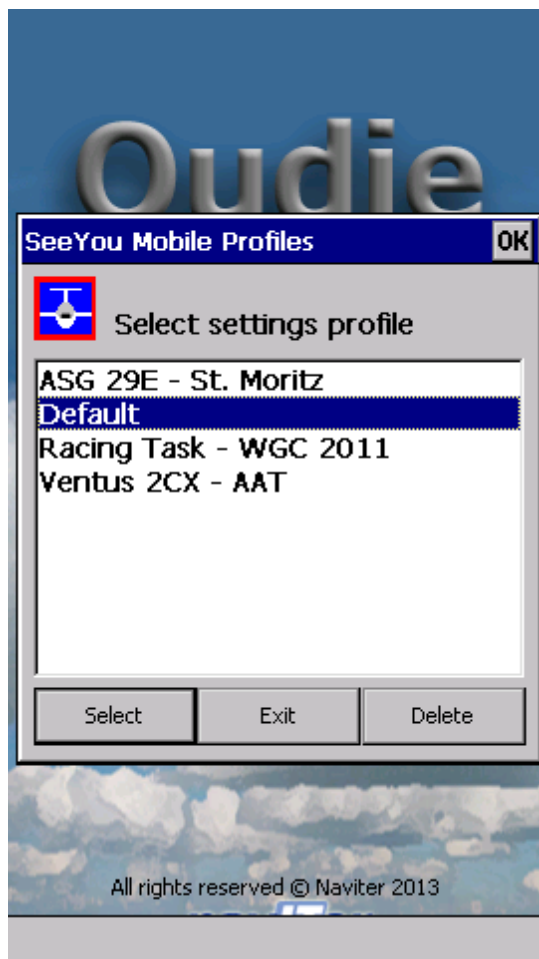 Oudie
SeeYou Mobile Profiles OK
Select settings profile
ASG 29E - St. Moritz
Default
Racing Task - WGC 2011
Ventus 2CX - AAT
Select Exit Delete
All rights reserved © Naviter 2013